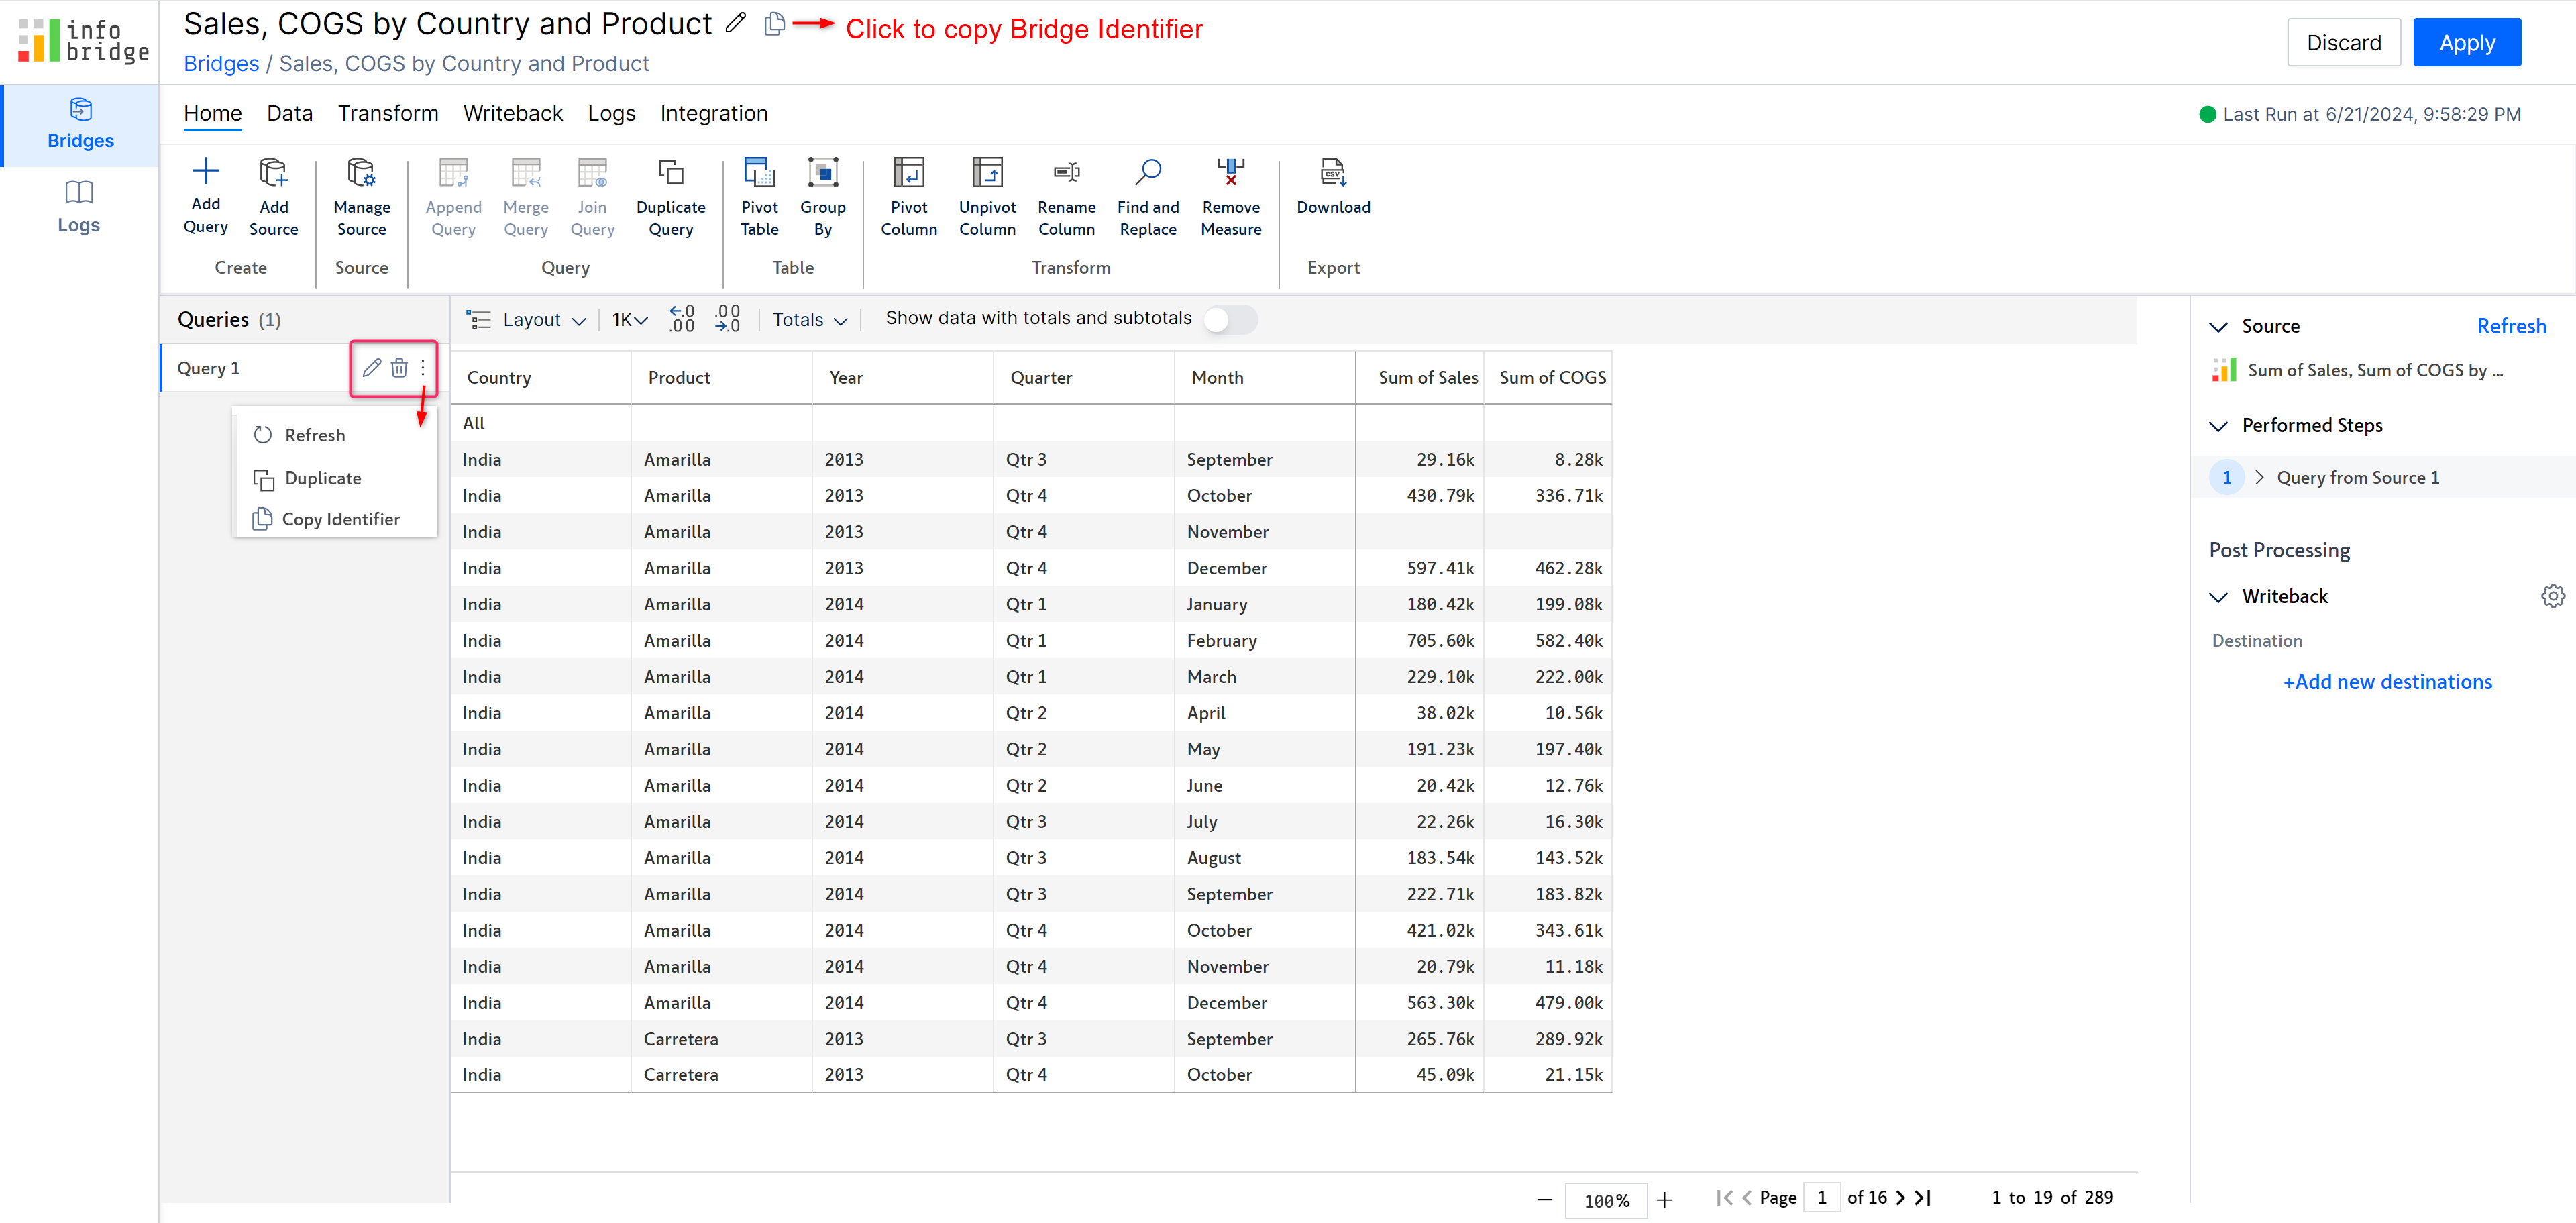 info
bridge
Sales, COGS by Country and Product
Click to copy Bridge Identifier
Bridges / Sales, COGS by Country and Product
Discard
Apply
Bridges
Logs
Home Data Transform Writeback Logs Integration
Last Run at 6/21/2024, 9:58:29 PM
Add Query
Add Source
Create
Manage Source
Source
Append Query
Merge Query
Join Query
Duplicate Query
Query
Pivot Table
Group By
Table
Pivot Column
Unpivot Column
Rename Column
Find and Replace
Remove Measure
Transform
CSV
Download
Export
Queries (1)
Query 1
Refresh
Duplicate
Copy Identifier
Layout 1K .0 .00 .00 .0 Totals Show data with totals and subtotals
Country Product Year Quarter Month Sum of Sales Sum of COGS
All
India Amarilla 2013 Qtr 3 September 29.16k 8.28k
India Amarilla 2013 Qtr 4 October 430.79k 336.71k
India Amarilla 2013 Qtr 4 November
India Amarilla 2013 Qtr 4 December 597.41k 462.28k
India Amarilla 2014 Qtr 1 January 180.42k 199.08k
India Amarilla 2014 Qtr 1 February 705.60k 582.40k
India Amarilla 2014 Qtr 1 March 229.10k 222.00k
India Amarilla 2014 Qtr 2 April 38.02k 10.56k
India Amarilla 2014 Qtr 2 May 191.23k 197.40k
India Amarilla 2014 Qtr 2 June 20.42k 12.76k
India Amarilla 2014 Qtr 3 July 22.26k 16.30k
India Amarilla 2014 Qtr 3 August 183.54k 143.52k
India Amarilla 2014 Qtr 3 September 222.71k 183.82k
India Amarilla 2014 Qtr 4 October 421.02k 343.61k
India Amarilla 2014 Qtr 4 November 20.79k 11.18k
India Amarilla 2014 Qtr 4 December 563.30k 479.00k
India Carretera 2013 Qtr 3 September 265.76k 289.92k
India Carretera 2013 Qtr 4 October 45.09k 21.15k
100% Page 1 of 16 1 to 19 of 289
Source Refresh
Sum of Sales, Sum of COGS by ...
Performed Steps
1 Query from Source 1
Post Processing
Writeback
Destination
+Add new destinations